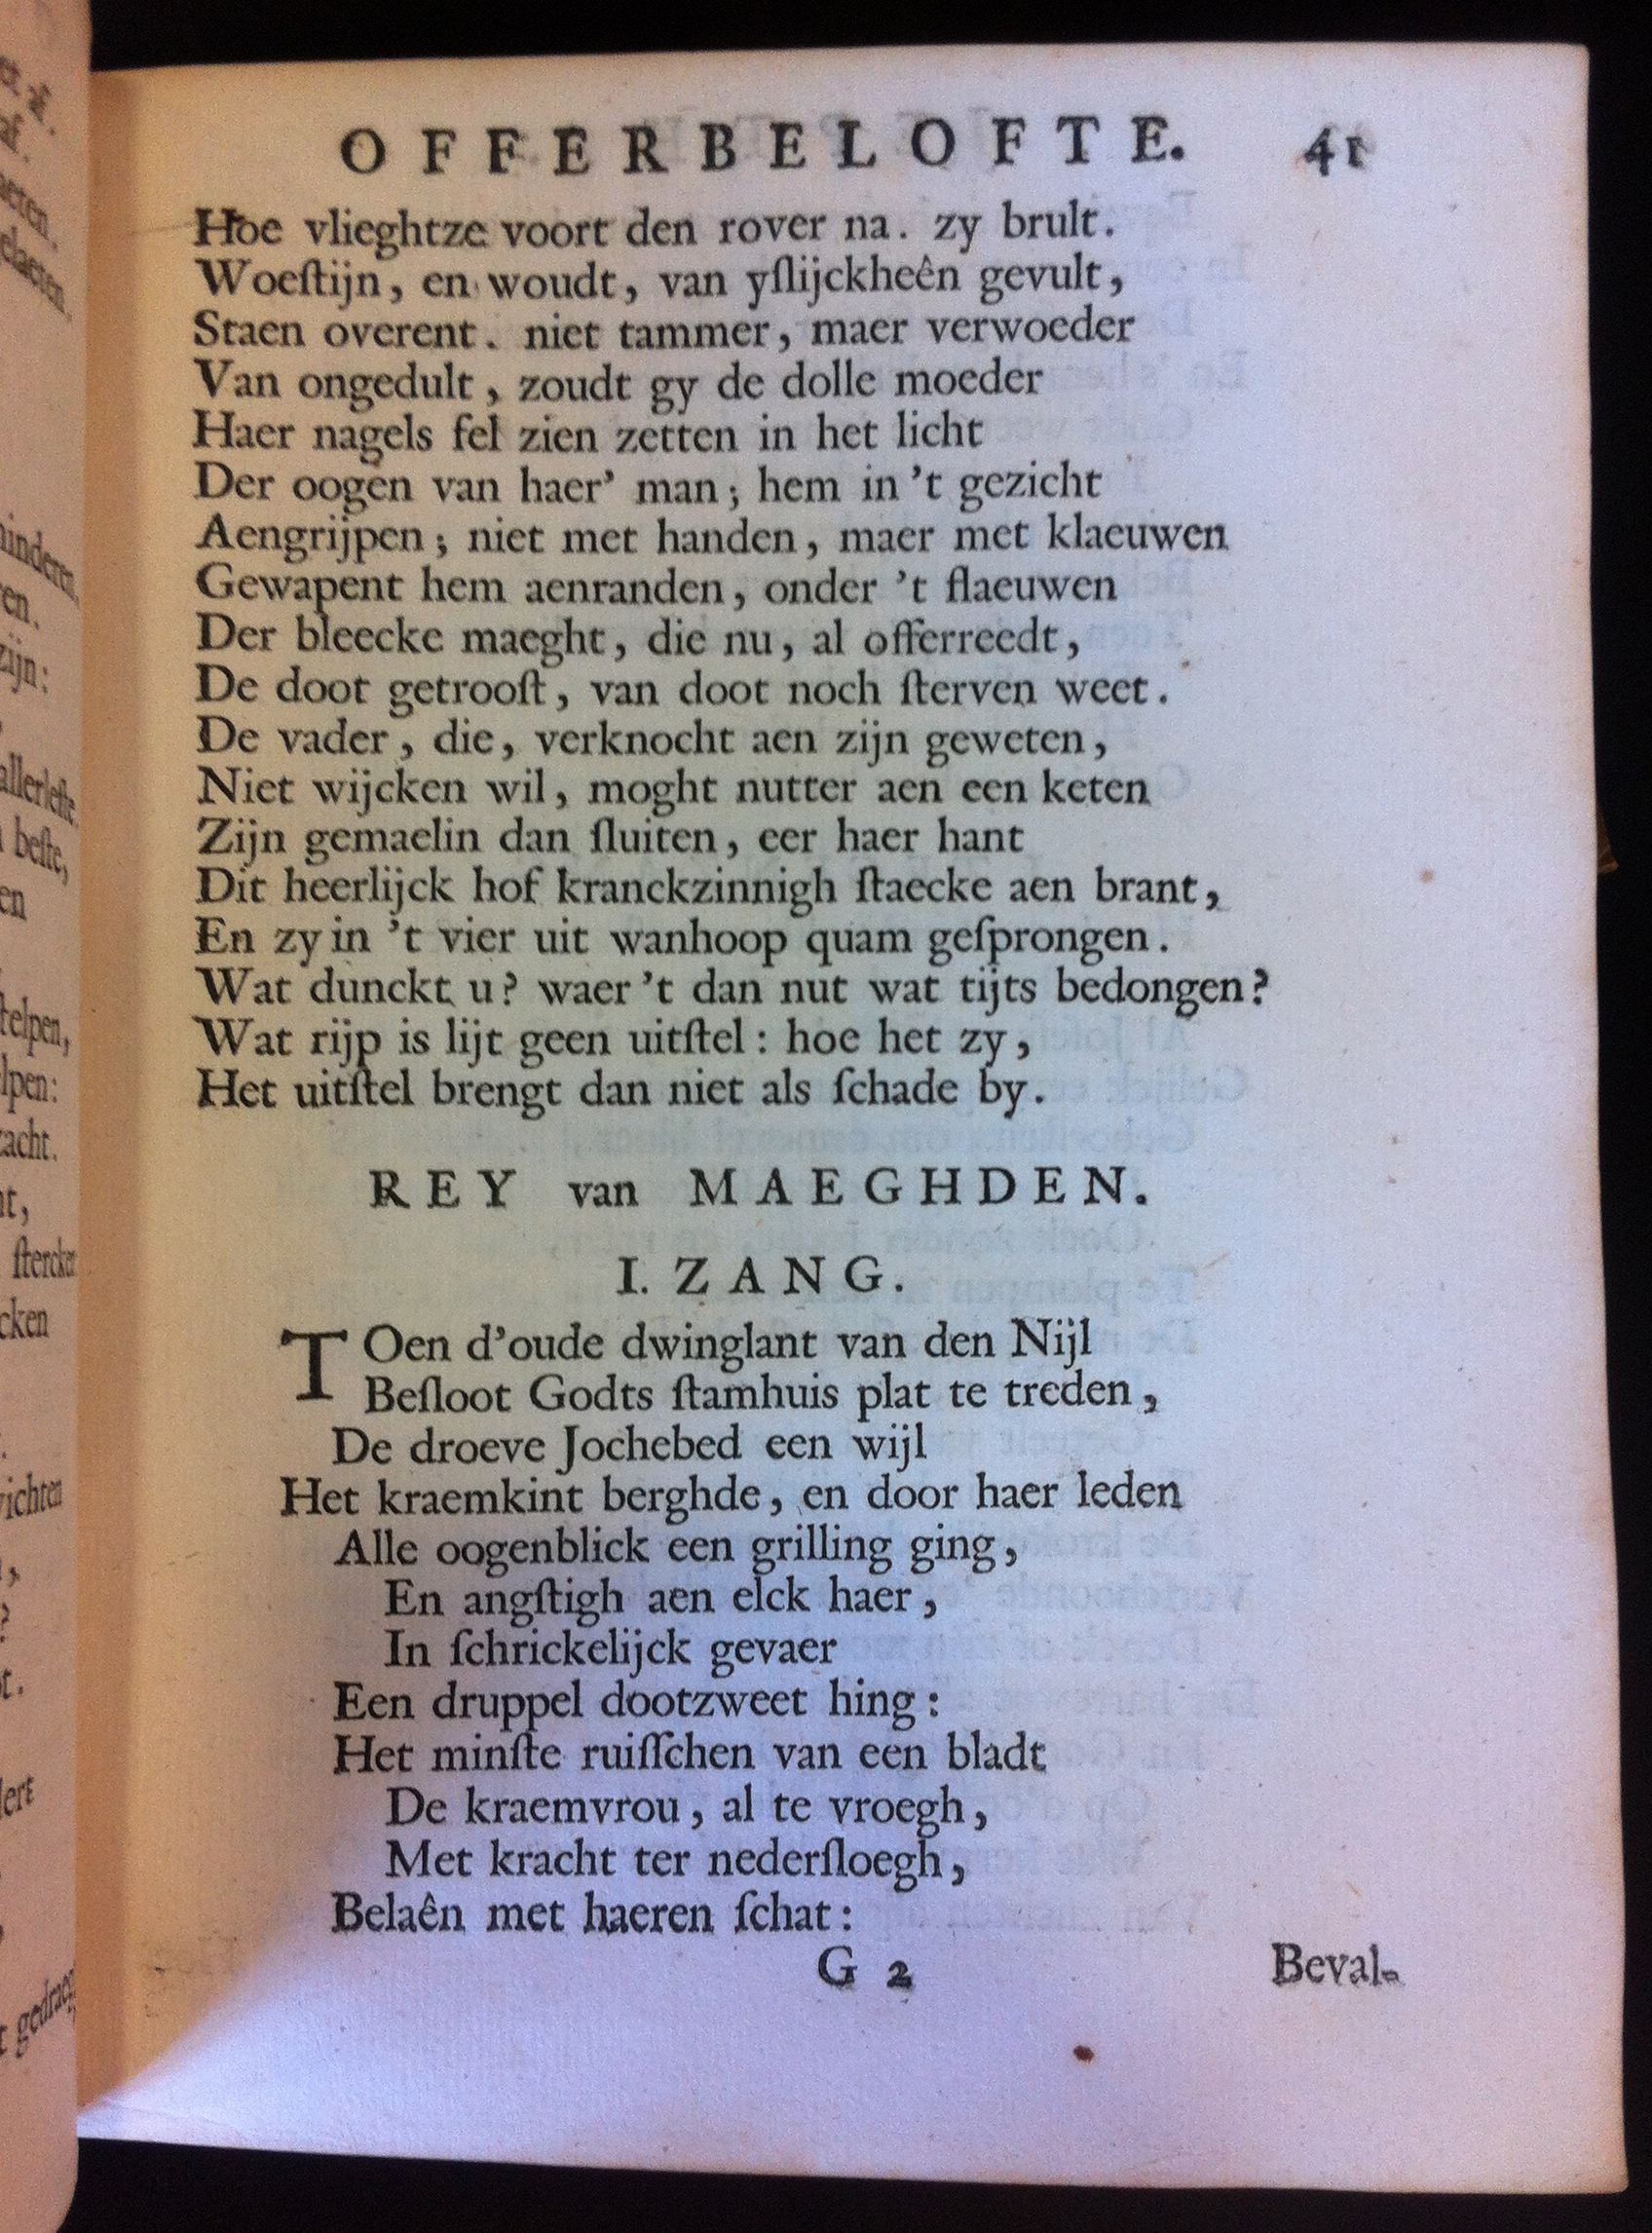 OFFERBELOFTE. 41
Hoe vlieghtze voort den rover na. zy brult.
Woeſtijn, en woudt, van yſlijckheên gevult,
Staen overent. niet tammer, maer verwoeder
Van ongedult, zoudt gy de dolle moeder
Haer nagels fel zien zetten in het licht
Der oogen van haer’ man; hem in ’t gezicht
Aengrijpen; niet met handen, maer met klaeuwen
Gewapent hem aenranden, onder ’t flaeuwen
Der bleecke maeght, die nu, al offerreedt,
De doot getrooſt, van doot noch ſterven weet.
De vader, die, verknocht aen zijn geweten,
Niet wijcken wil, moght nutter aen een keten
Zijn gemaelin dan ſluiten, eer haer hant
Dit heerlijck hof kranckzinnigh ſtaecke aen brant,
En zy in ’t vier uit wanhoop quam geſprongen.
Wat dunckt u? waer ’t dan nut wat tijts bedongen?
Wat rijp is lijt geen uitſtel: hoe het zy,
Het uitſtel brengt dan niet als ſchade by.
REY van MAEGHDEN.
I. ZANG.
TOen d’oude dwinglant van den Nijl
Beſloot Godts ſtamhuis plat te treden,
De droeve Jochebed een wijl
Het kraemkint berghde, en door haer leden
Alle oogenblick een grilling ging,
En angſtigh aen elck haer,
In ſchrickelijck gevaer
Een druppel dootzweet hing:
Het minſte ruiſſchen van een bladt
De kraemvrou, al te vroegh,
Met kracht ter nederſloegh,
Belaên met haeren ſchat:
G 2 Beval-